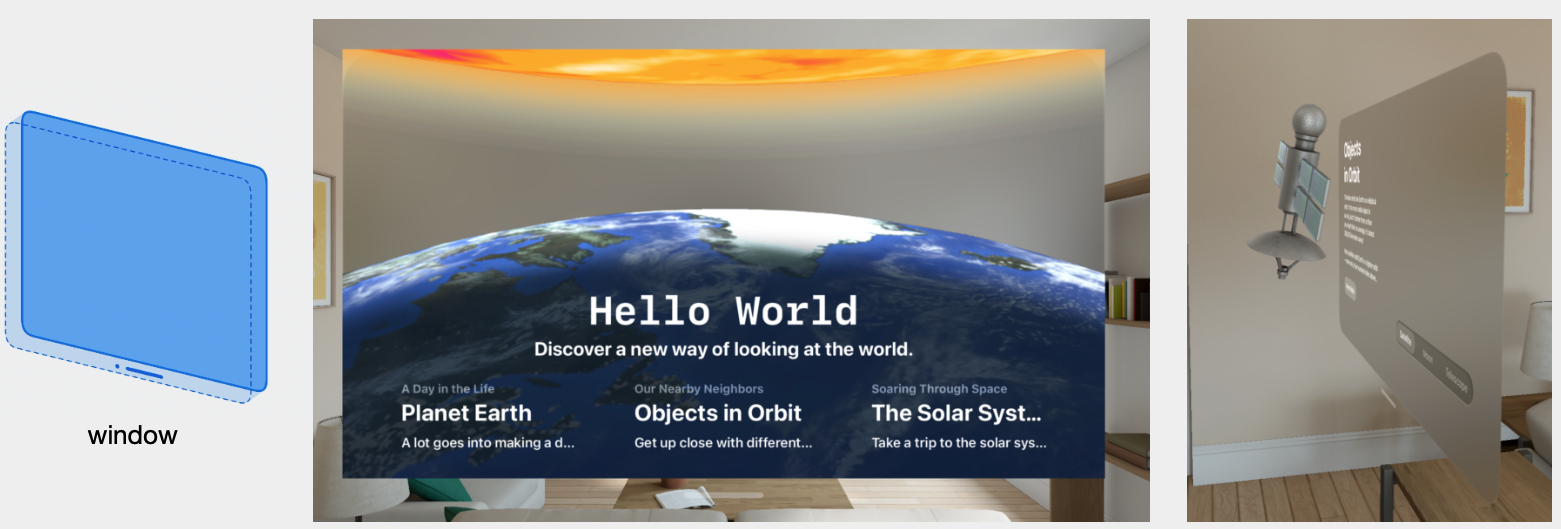 window
Hello World
Discover a new way of looking at the world.
A Day in the Life
Planet Earth
A lot goes into making a d...
Our Nearby Neighbors
Objects in Orbit
Get up close with different...
Soaring Through Space
The Solar Syst...
Take a trip to the solar sys...
Objects
in Orbit
Telescope